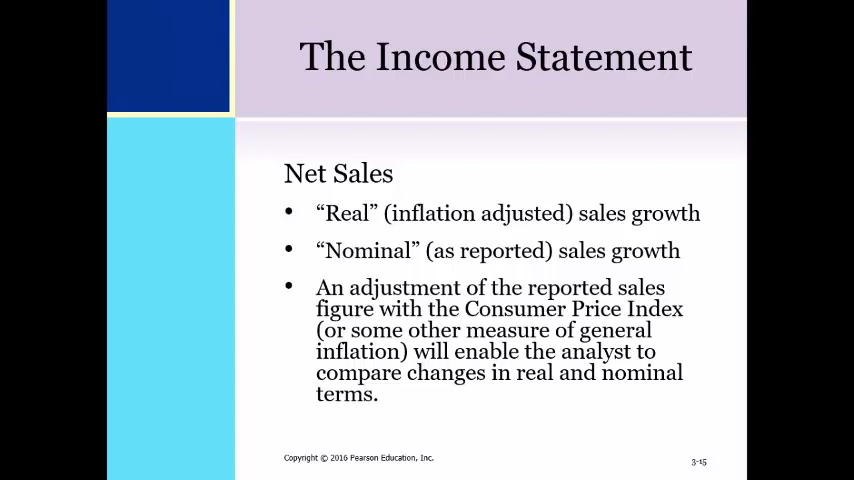 The Income Statement
Net Sales
• “Real” (inflation adjusted) sales growth
• “Nominal” (as reported) sales growth
• An adjustment of the reported sales
figure with the Consumer Price Index
(or some other measure of general
inflation) will enable the analyst to
compare changes in real and nominal
terms.
Copyright © 2016 Pearson Education, Inc.
3-15